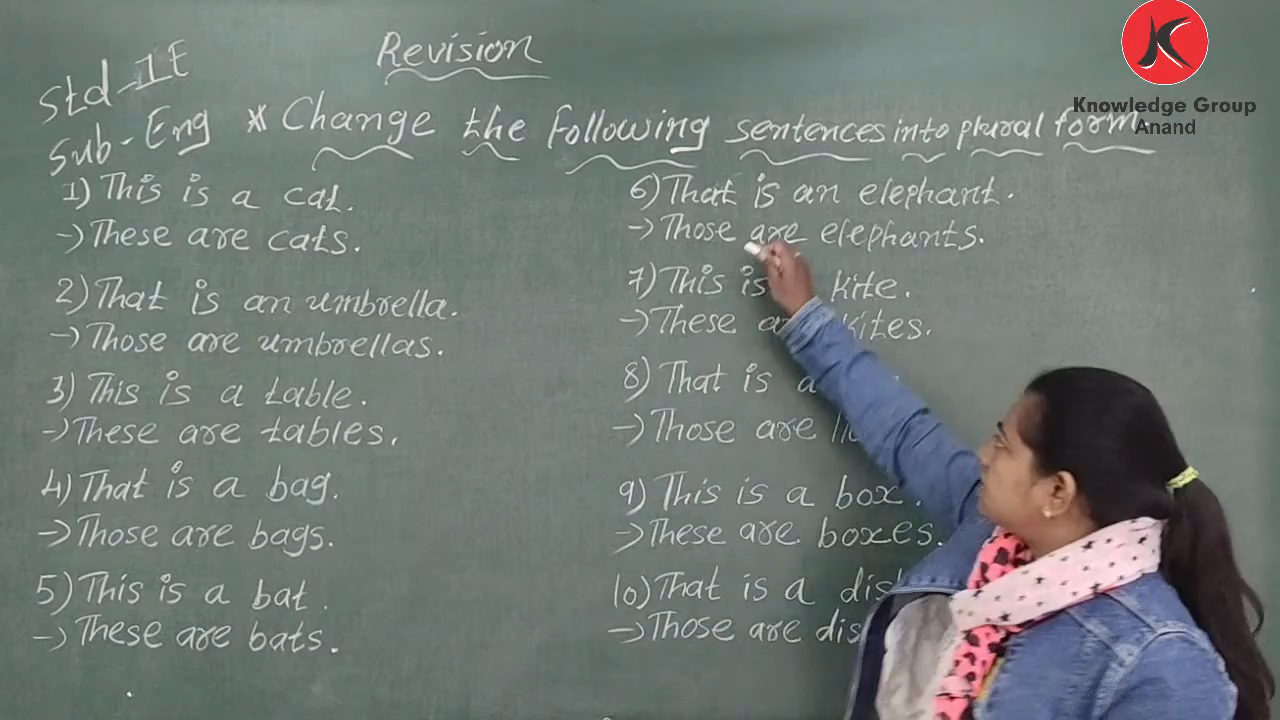 Revision
Std-IE
Sub-Eng * Change the following sentences into plural form.
1) This is a cat.
→ These are cats.
2) That is an umbrella.
→ Those are umbrellas.
3) This is a table.
→ These are tables.
4) That is a bag.
→ Those are bags.
5) This is a bat.
→ These are bats.
6) That is an elephant.
→ Those are elephants.
7) This is kite.
→ These kites.
8) That is a
→ Those are
9) This is a box.
→ These are boxes.
10) That is a
→ Those are
K
Knowledge Group
Anand